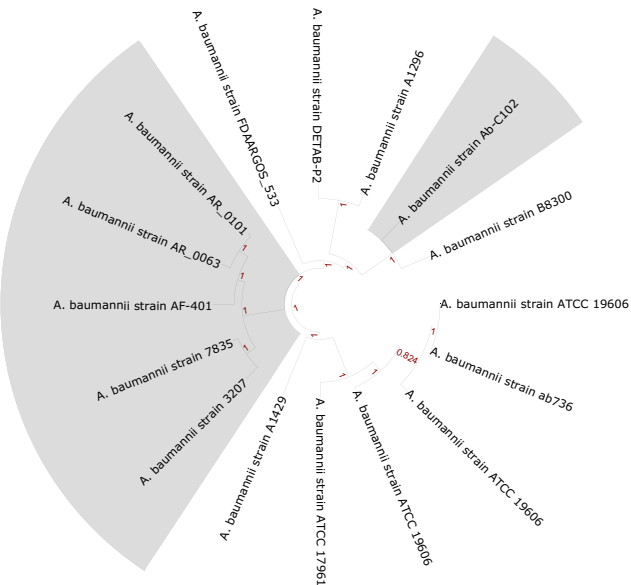 A. baumannii strain FDAARGOS_533
A. baumannii strain DETAB-P2
A. baumannii strain A1296
A. baumannii strain Ab-C102
A. baumannii strain B8300
A. baumannii strain ATCC 19606
A. baumannii strain ab736
A. baumannii strain ATCC 19606
A. baumannii strain ATCC 19606
A. baumannii strain ATCC 17961
A. baumannii strain A1429
A. baumannii strain 3207
A. baumannii strain 7835
A. baumannii strain AF-401
A. baumannii strain AR_0063
A. baumannii strain AR_0101
1
1
1
1
1
1
1
1
1
1
1
1
1
1
0.824
1